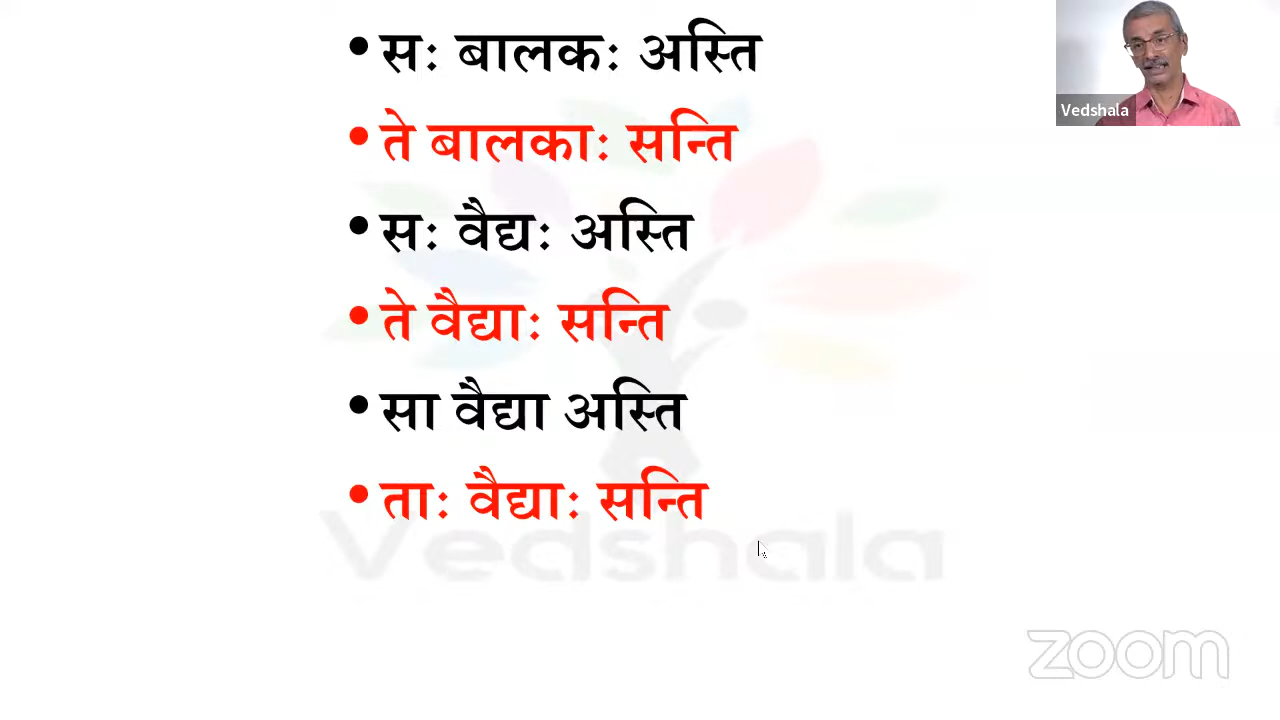 • सः बालकः अस्ति
Vedshala
• ते बालकाः सन्ति
• सः वैद्यः अस्ति
• ते वैद्याः सन्ति
• सा वैद्या अस्ति
• ताः वैद्याः सन्ति
Vedshala
zoom